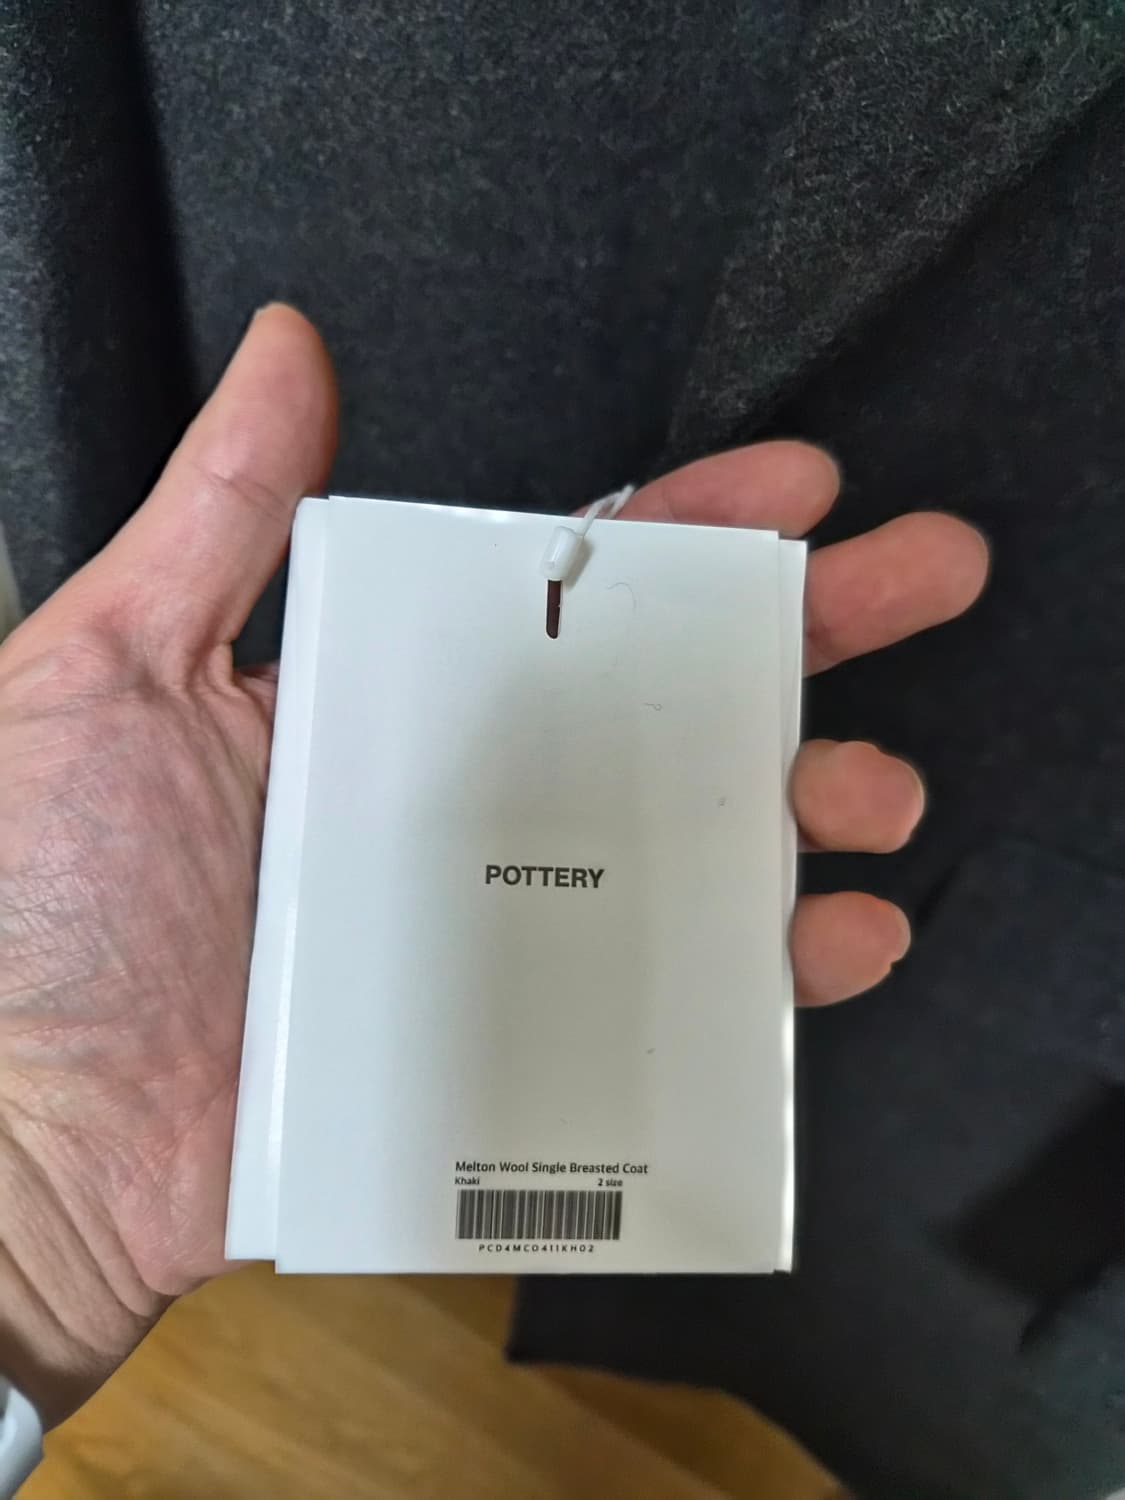 POTTERY
Melton Wool Single Breasted Coat
Khaki 2 size
PCD4MCO411KH02